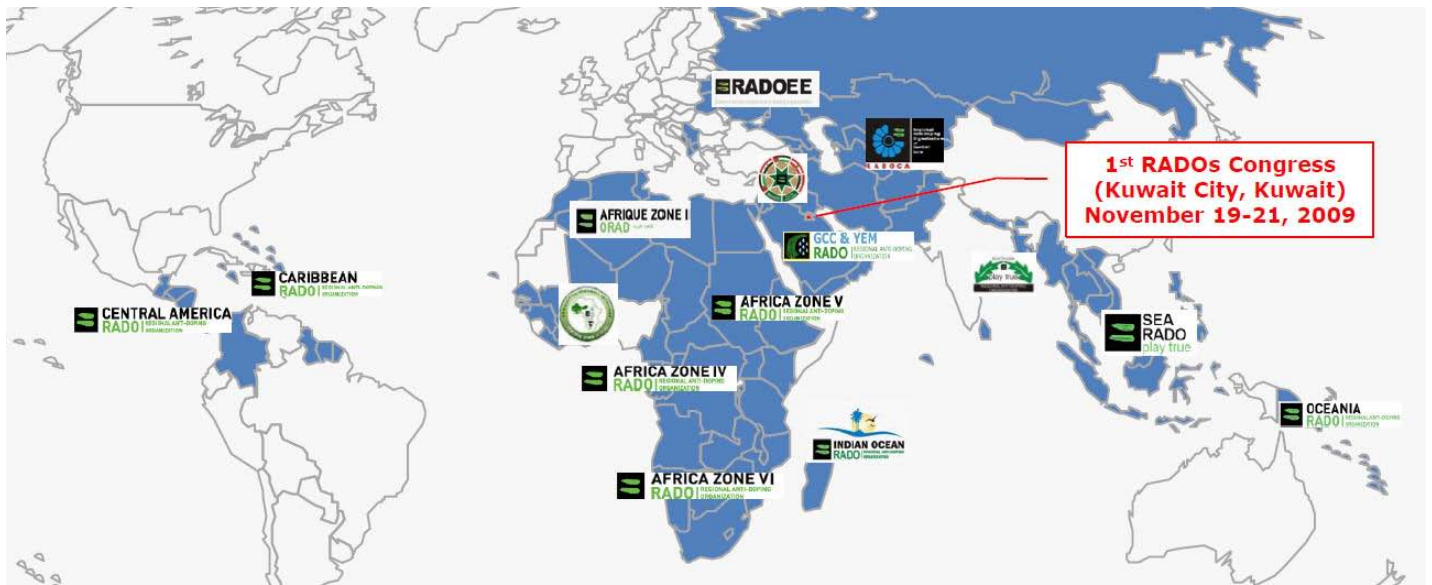 RADOEE
1st RADOs Congress
(Kuwait City, Kuwait)
November 19-21, 2009
AFRIQUE ZONE I
ORAD
GCC & YEM
RADO | REGIONAL ANTI-DOPING
ORGANIZATION
play true
CARIBBEAN
RADO | REGIONAL ANTI-DOPING
ORGANIZATION
CENTRAL AMERICA
RADO | REGIONAL ANTI-DOPING
ORGANIZATION
AFRICA ZONE V
RADO | REGIONAL ANTI-DOPING
ORGANIZATION
SEA
RADO
play true
AFRICA ZONE IV
RADO | REGIONAL ANTI-DOPING
ORGANIZATION
OCEANIA
RADO | REGIONAL ANTI-DOPING
ORGANIZATION
INDIAN OCEAN
RADO | REGIONAL ANTI-DOPING
ORGANIZATION
AFRICA ZONE VI
RADO | REGIONAL ANTI-DOPING
ORGANIZATION